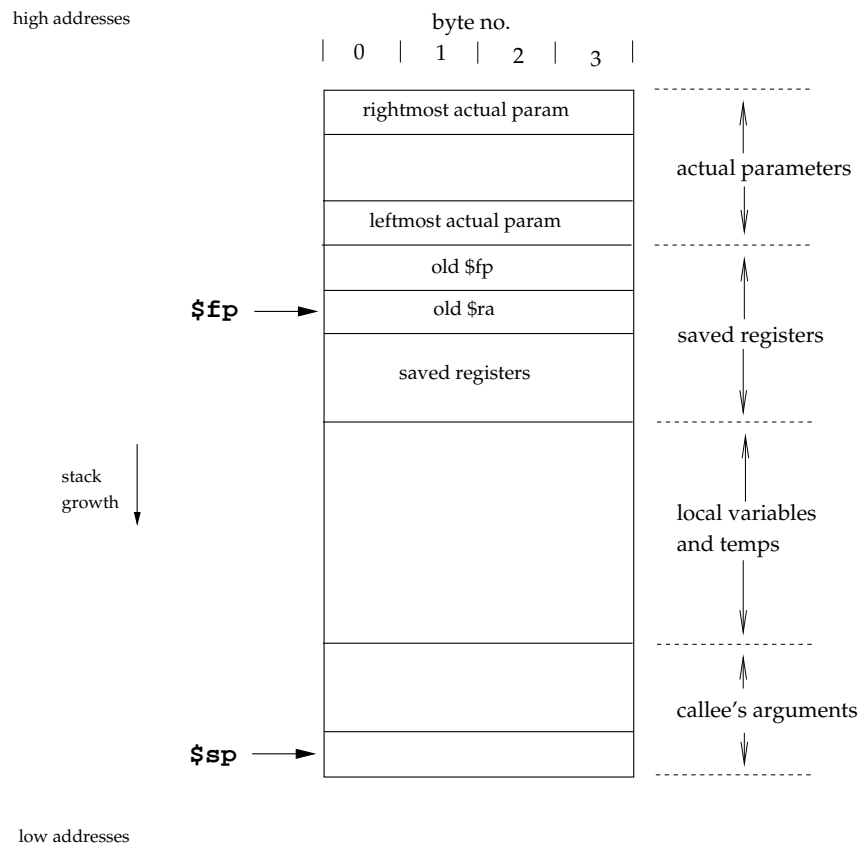 high addresses
byte no.
0 1 2 3
rightmost actual param
actual parameters
leftmost actual param
old $fp
$fp
old $ra
saved registers
saved registers
stack
growth
local variables
and temps
callee's arguments
$sp
low addresses